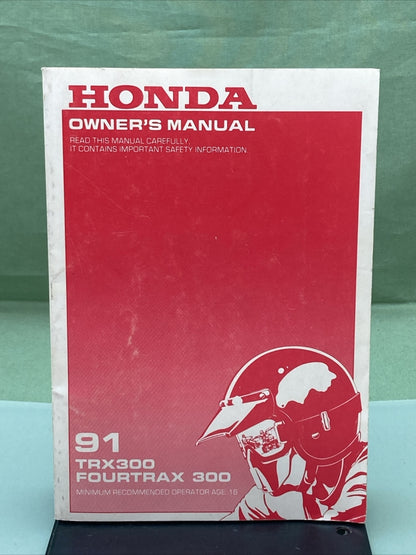 HONDA
OWNER'S MANUAL
READ THIS MANUAL CAREFULLY.
IT CONTAINS IMPORTANT SAFETY INFORMATION.
91
TRX300
FOURTRAX 300
MINIMUM RECOMMENDED OPERATOR AGE: 16